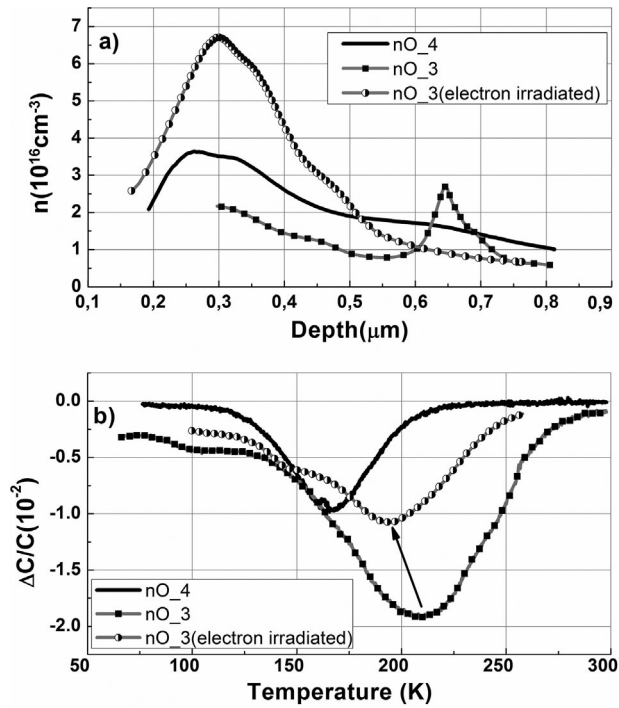 a)
nO_4
nO_3
nO_3(electron irradiated)
n(10¹⁶cm⁻³)
7
6
5
4
3
2
1
0
0,1 0,2 0,3 0,4 0,5 0,6 0,7 0,8 0,9
Depth(μm)
b)
ΔC/C(10⁻²)
0.0
-0.5
-1.0
-1.5
-2.0
nO_4
nO_3
nO_3(electron irradiated)
50 100 150 200 250 300
Temperature (K)